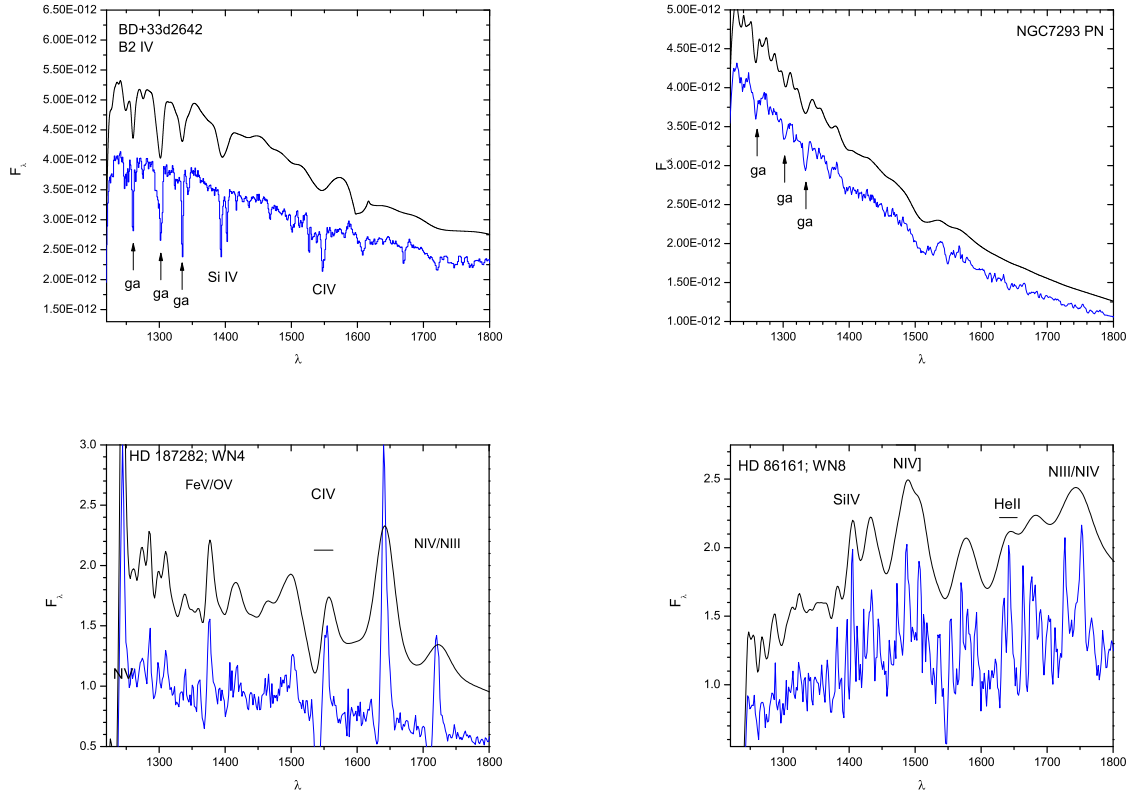 BD+33d2642
B2 IV
6.50E-012
6.00E-012
5.50E-012
5.00E-012
4.50E-012
4.00E-012
3.50E-012
3.00E-012
2.50E-012
2.00E-012
1.50E-012
Fλ
ga
ga
ga
Si IV
CIV
1300 1400 1500 1600 1700 1800
λ
NGC7293 PN
5.00E-012
4.50E-012
4.00E-012
3.50E-012
3.00E-012
2.50E-012
2.00E-012
1.50E-012
1.00E-012
Fλ
ga
ga
ga
1300 1400 1500 1600 1700 1800
λ
HD 187282; WN4
FeV/OV
CIV
NIV/NIII
NV
3.0
2.5
2.0
1.5
1.0
0.5
Fλ
1300 1400 1500 1600 1700 1800
λ
HD 86161; WN8
NIV]
NIII/NIV
SiIV
HeII
2.5
2.0
1.5
1.0
Fλ
1300 1400 1500 1600 1700 1800
λ